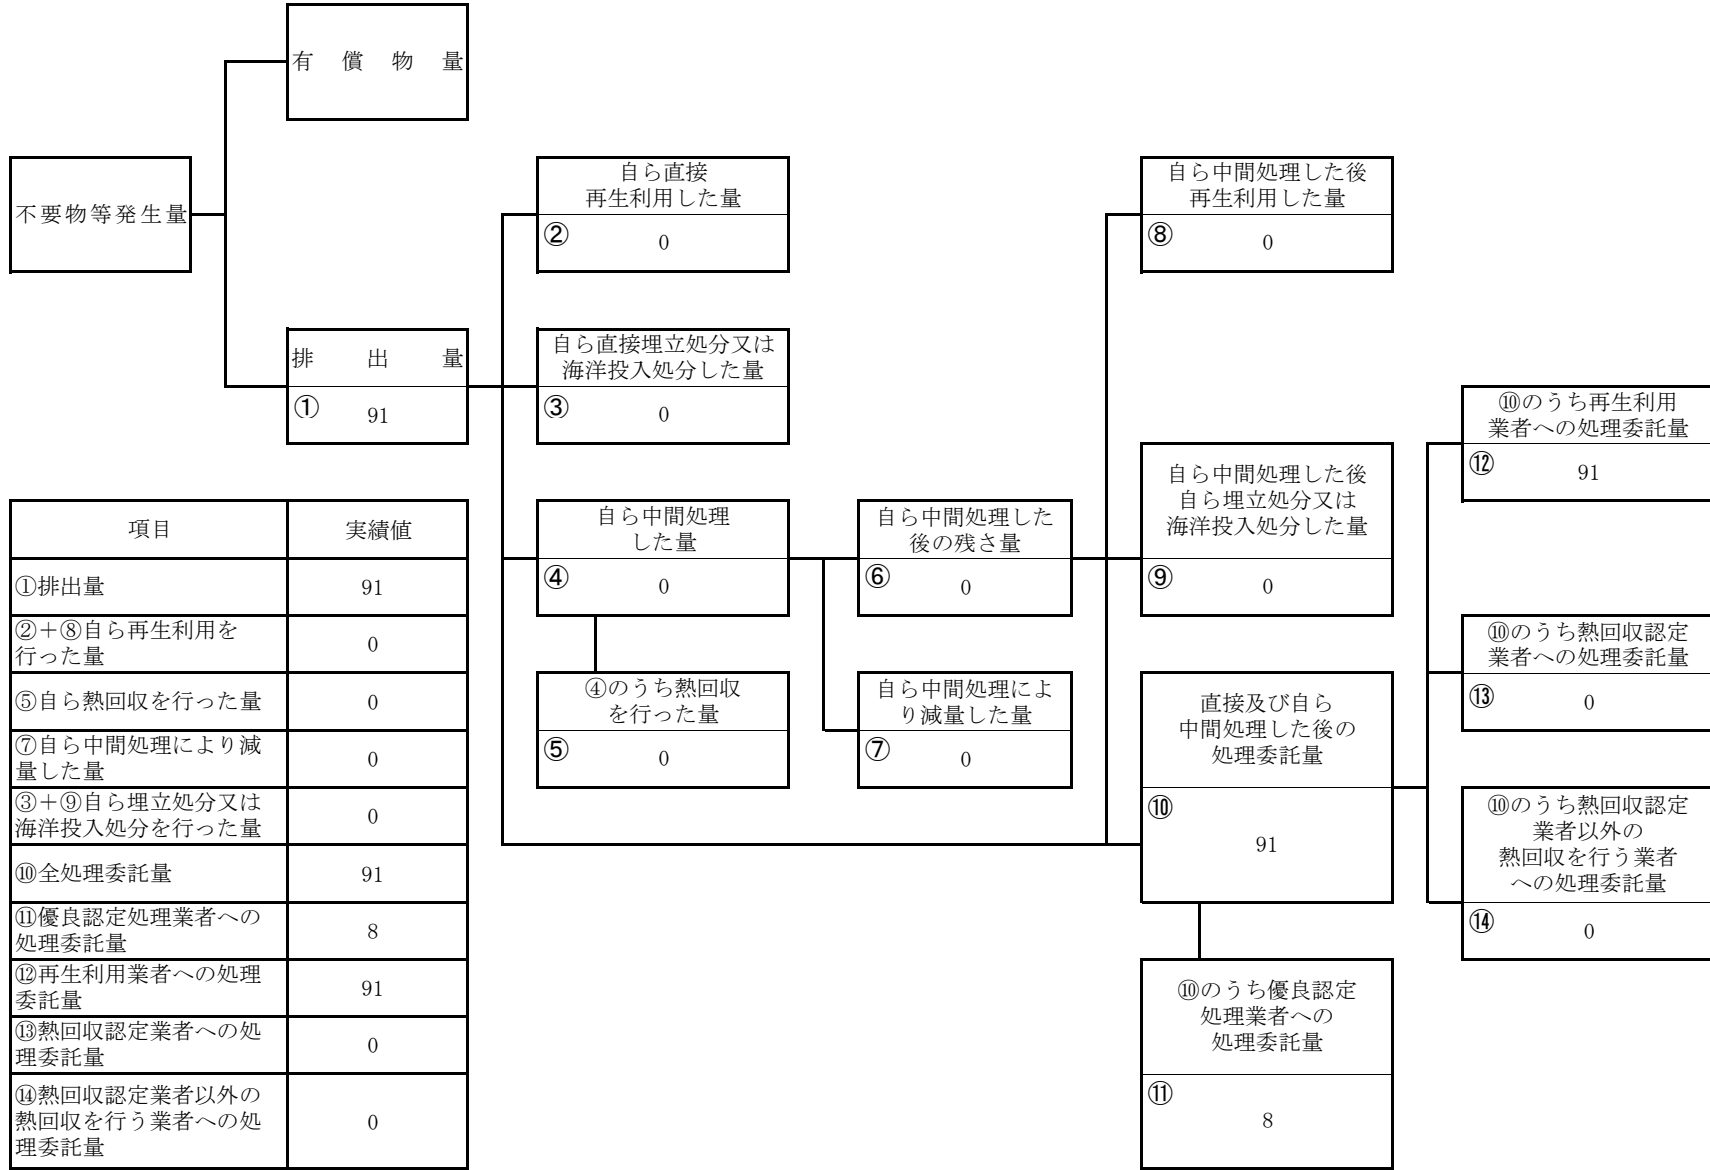 有償物量
不要物等発生量
自ら直接
再生利用した量
② 0
自ら中間処理した後
再生利用した量
⑧ 0
排出量
① 91
自ら直接埋立処分又は
海洋投入処分した量
③ 0
⑩のうち再生利用
業者への処理委託量
⑫ 91
自ら中間処理した後
自ら埋立処分又は
海洋投入処分した量
⑨ 0
自ら中間処理
した量
④ 0
自ら中間処理した
後の残さ量
⑥ 0
⑩のうち熱回収認定
業者への処理委託量
⑬ 0
④のうち熱回収
を行った量
⑤ 0
自ら中間処理によ
り減量した量
⑦ 0
直接及び自ら
中間処理した後の
処理委託量
⑩
91
⑩のうち熱回収認定
業者以外の
熱回収を行う業者
への処理委託量
⑭ 0
⑩のうち優良認定
処理業者への
処理委託量
⑪
8
項目 実績値
①排出量 91
②＋⑧自ら再生利用を
行った量 0
⑤自ら熱回収を行った量 0
⑦自ら中間処理により減
量した量 0
③＋⑨自ら埋立処分又は
海洋投入処分を行った量 0
⑩全処理委託量 91
⑪優良認定処理業者への
処理委託量 8
⑫再生利用業者への処理
委託量 91
⑬熱回収認定業者への処
理委託量 0
⑭熱回収認定業者以外の
熱回収を行う業者への処
理委託量 0